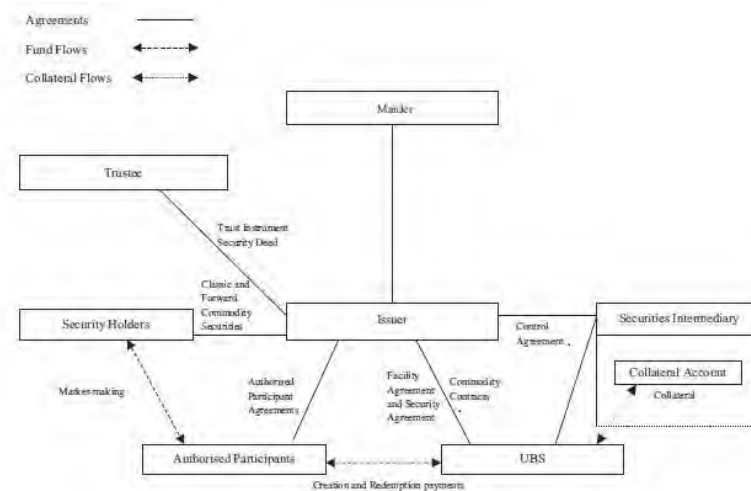 Agreements
Fund Flows
Collateral Flows
Mander
Trustee
Trust Instrument
Security Deed
Classic and
Forward
Commodity
Securities
Security Holders
Issuer
Securities Intermediary
Control
Agreement
Collateral Account
Collateral
Market-making
Authorised
Participant
Agreements
Facility
Agreement
and Security
Agreement
Commodity
Contracts
Authorised Participants
UBS
Creation and Redemption payments